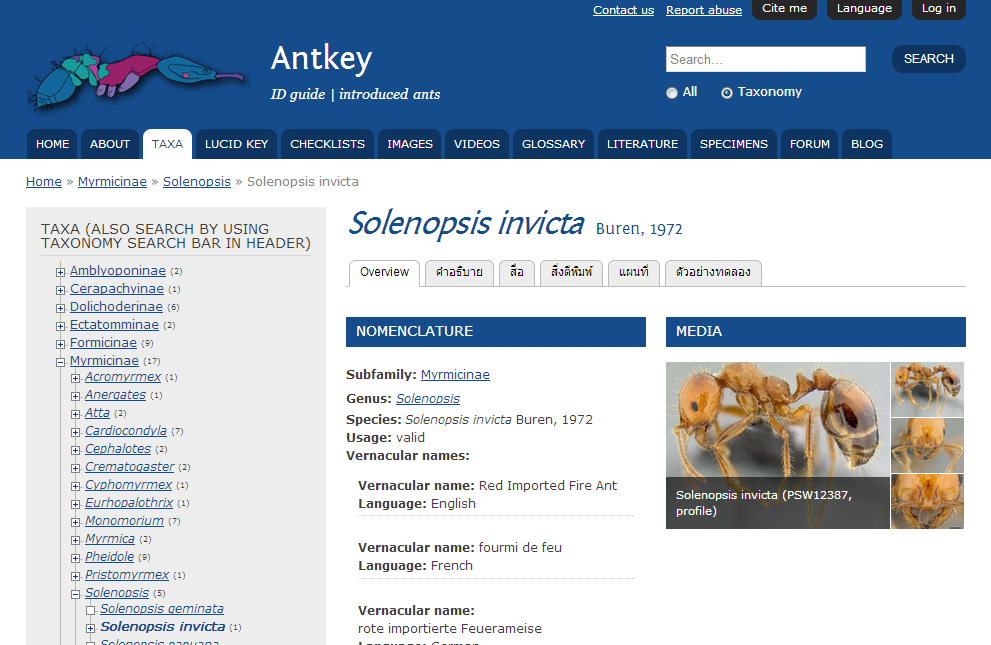 Contact us Report abuse Cite me Language Log in
Antkey
ID guide | introduced ants
Search... SEARCH
All Taxonomy
HOME ABOUT TAXA LUCID KEY CHECKLISTS IMAGES VIDEOS GLOSSARY LITERATURE SPECIMENS FORUM BLOG
Home » Myrmicinae » Solenopsis » Solenopsis invicta
TAXA (ALSO SEARCH BY USING
TAXONOMY SEARCH BAR IN HEADER)
Amblyoponinae (2)
Cerapachyinae (1)
Dolichoderinae (6)
Ectatomminae (2)
Formicinae (9)
Myrmicinae (17)
Acromyrmex (1)
Anergates (1)
Atta (2)
Cardiocondyla (7)
Cephalotes (2)
Crematogaster (2)
Cyphomyrmex (1)
Eurhopalothrix (1)
Monomorium (7)
Myrmica (2)
Pheidole (9)
Pristomyrmex (1)
Solenopsis (5)
Solenopsis geminata
Solenopsis invicta (1)
Solenopsis papuana
Solenopsis invicta Buren, 1972
Overview คำอธิบาย สื่อ สิ่งตีพิมพ์ แผนที่ ตัวอย่างทดลอง
NOMENCLATURE
Subfamily: Myrmicinae
Genus: Solenopsis
Species: Solenopsis invicta Buren, 1972
Usage: valid
Vernacular names:
Vernacular name: Red Imported Fire Ant
Language: English
Vernacular name: fourmi de feu
Language: French
Vernacular name:
rote importierte Feuerameise
Language: German
MEDIA
Solenopsis invicta (PSW12387,
profile)